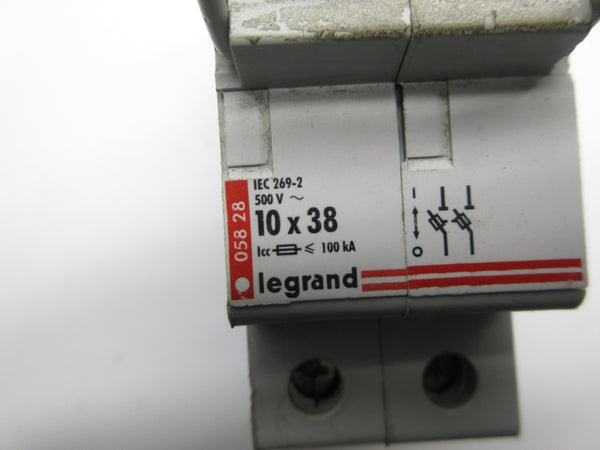 IEC 269-2
500 V ~
10 x 38
Icc ≤ 100 kA
058 28
legrand
I
O